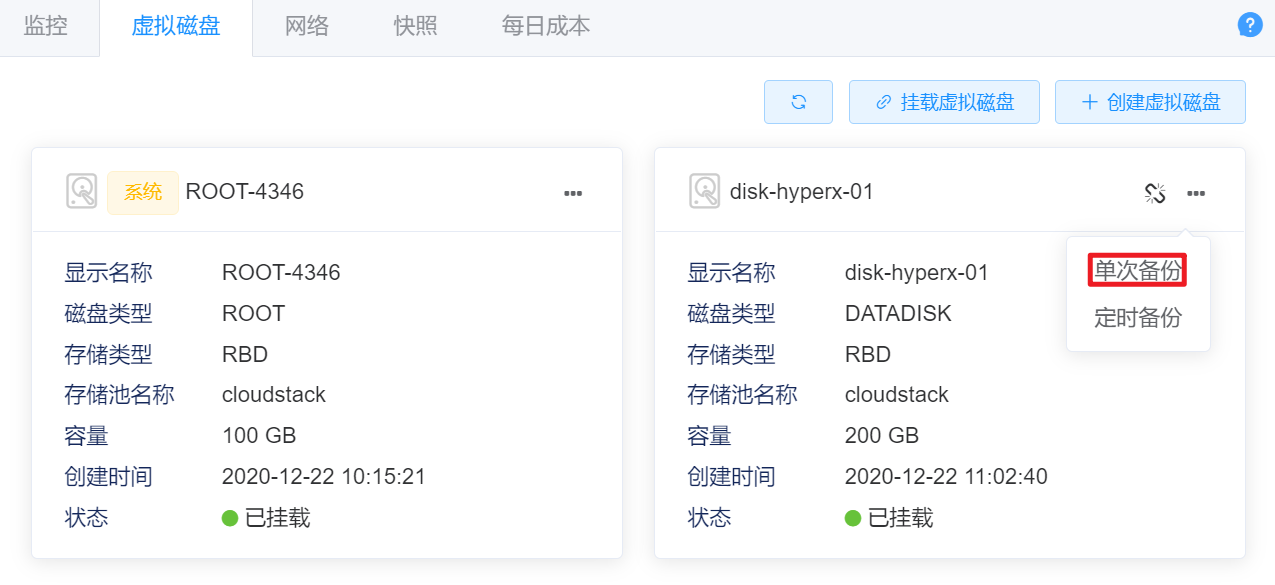 监控 虚拟磁盘 网络 快照 每日成本 ?
挂载虚拟磁盘 创建虚拟磁盘
系统 ROOT-4346
显示名称 ROOT-4346
磁盘类型 ROOT
存储类型 RBD
存储池名称 cloudstack
容量 100 GB
创建时间 2020-12-22 10:15:21
状态 已挂载
disk-hyperx-01
单次备份
定时备份
显示名称 disk-hyperx-01
磁盘类型 DATADISK
存储类型 RBD
存储池名称 cloudstack
容量 200 GB
创建时间 2020-12-22 11:02:40
状态 已挂载